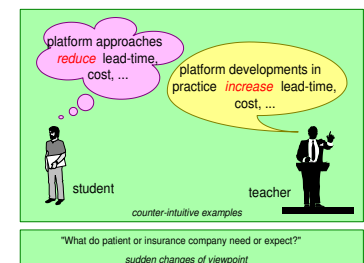 platform approaches
reduce lead-time,
cost, ...
platform developments in
practice increase lead-time,
cost, ...
student
teacher
counter-intuitive examples
"What do patient or insurance company need or expect?"
sudden changes of viewpoint